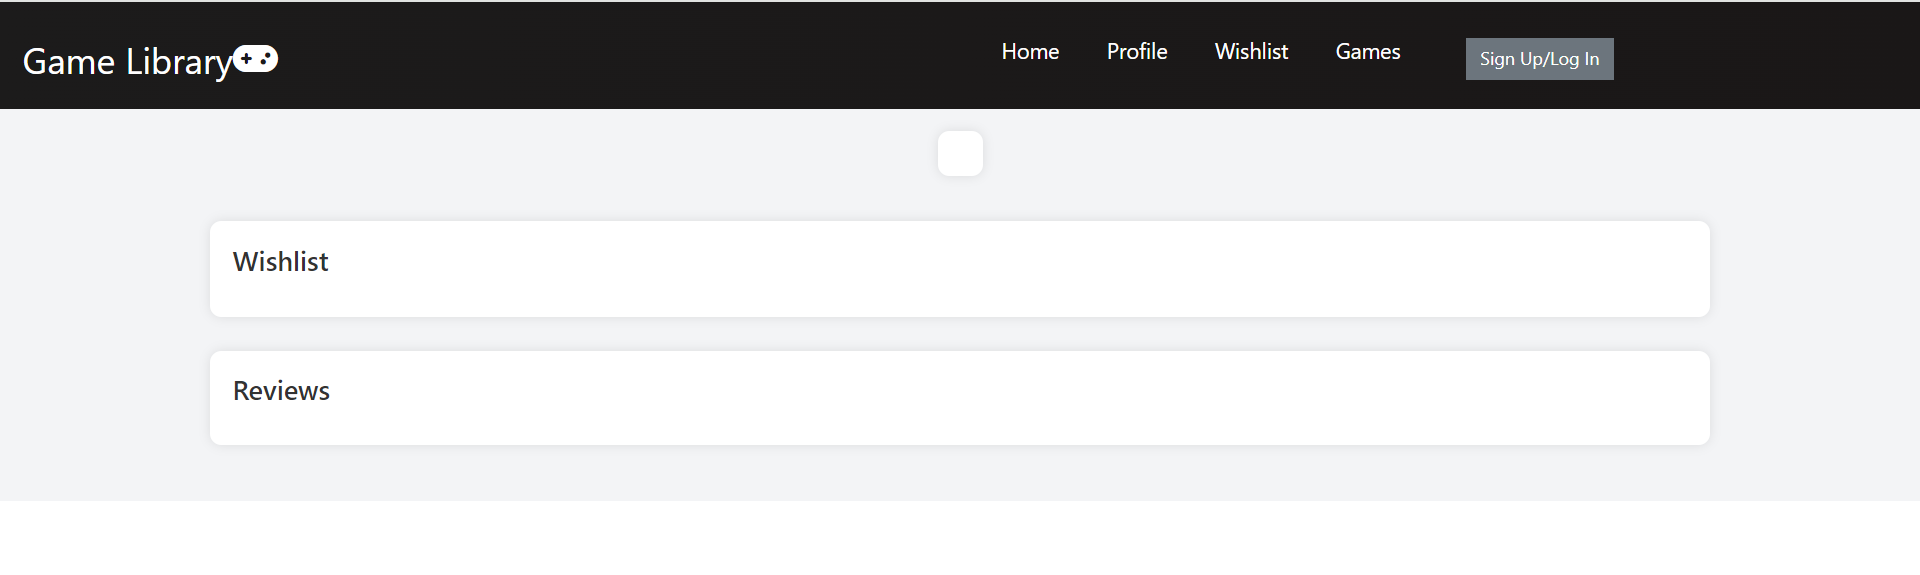 Game Library
Home Profile Wishlist Games Sign Up/Log In
Wishlist
Reviews